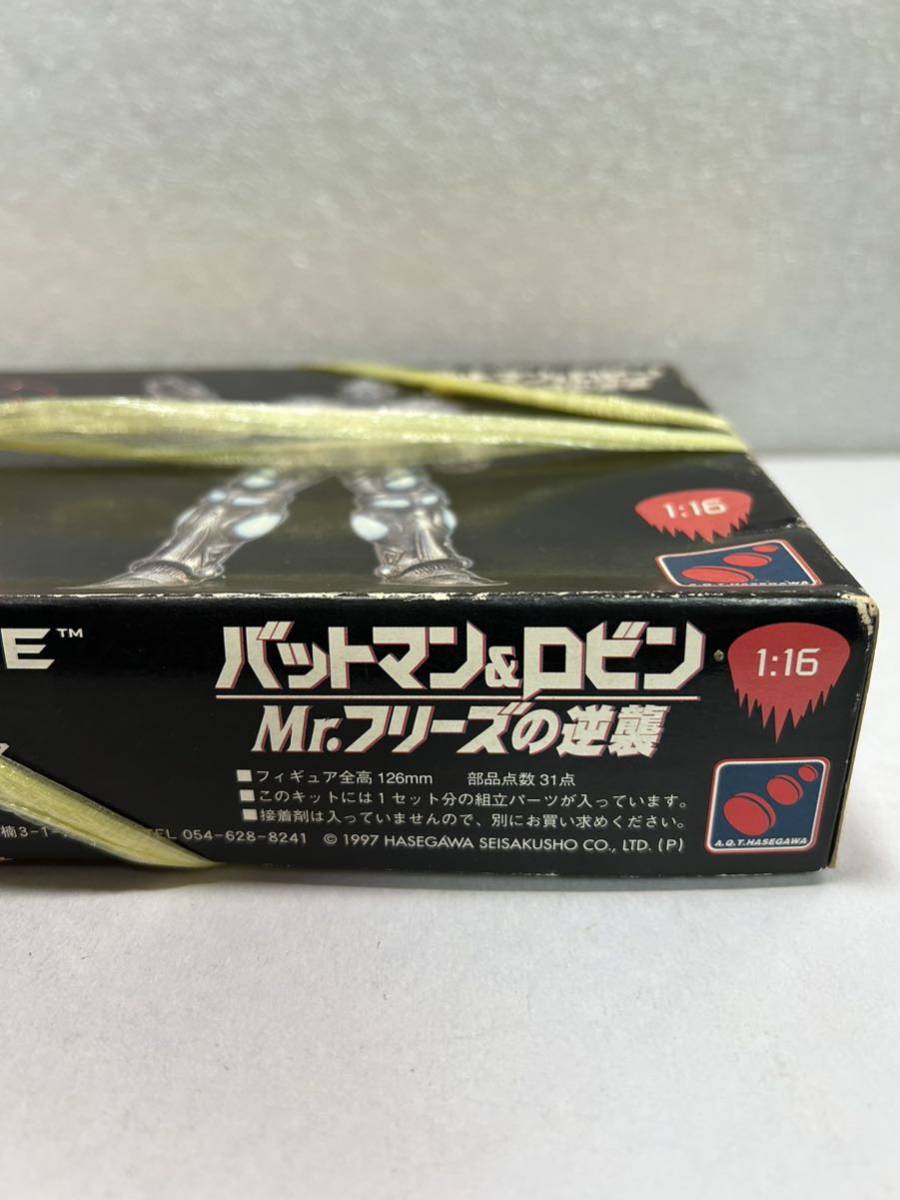 1:16
A.Q.T. HASEGAWA
E™
バットマン&ロビン
Mr.フリーズの逆襲
1:16
■フィギュア全高 126mm 部品点数 31点
■このキットには1セット分の組立パーツが入っています。
■接着剤は入っていませんので、別にお買い求めください。
楠3-1- TEL 054-628-8241 © 1997 HASEGAWA SEISAKUSHO CO., LTD. (P)
A.Q.T. HASEGAWA